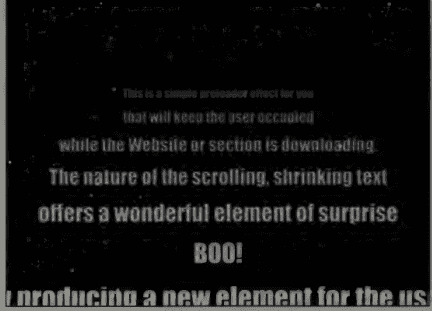 This is a simple preloader effect for you
that will keep the user occupied
while the Website or section is downloading.
The nature of the scrolling, shrinking text
offers a wonderful element of surprise
BOO!
producing a new element for the us